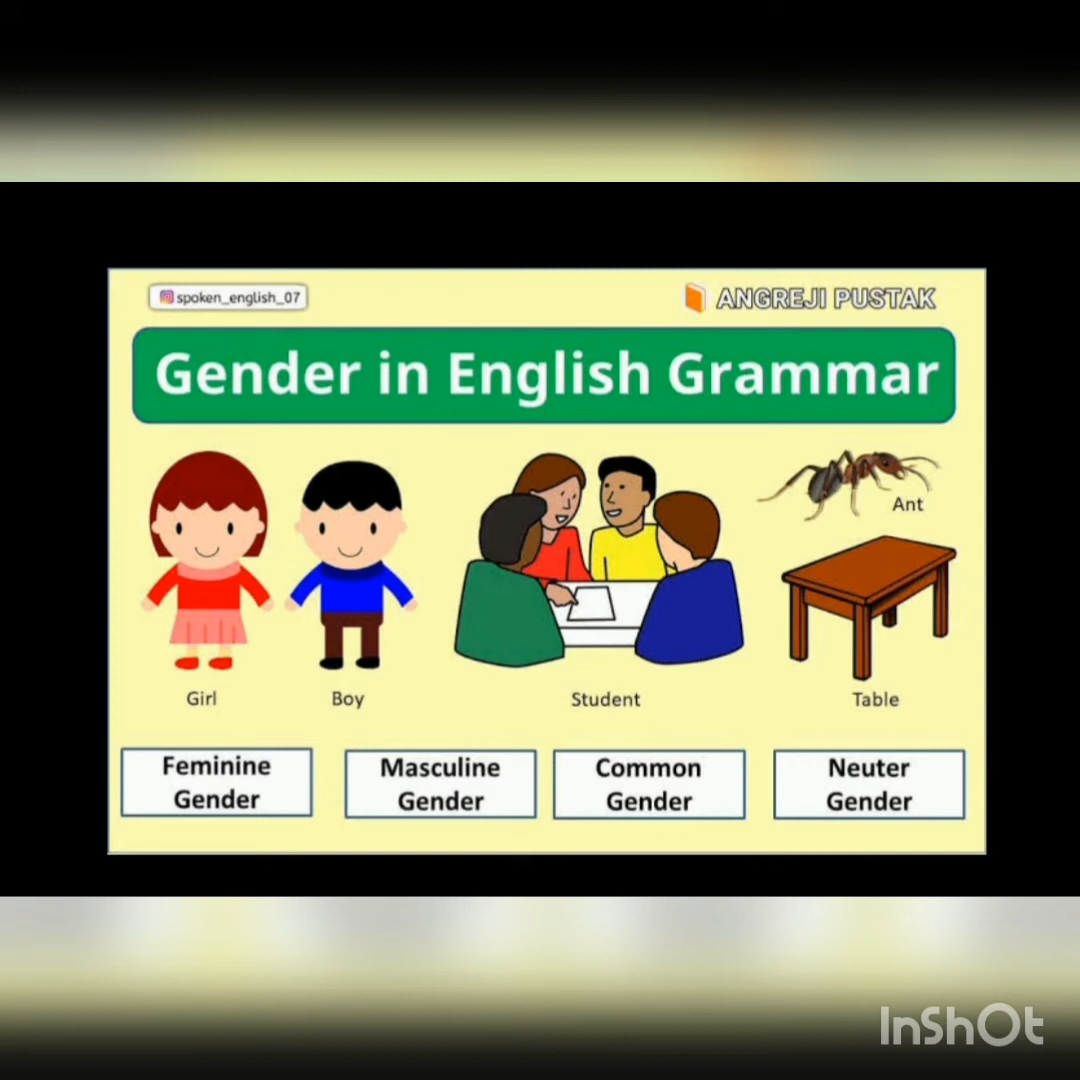 spoken_english_07
ANGREJI PUSTAK
Gender in English Grammar
Ant
Girl
Boy
Student
Table
Feminine
Gender
Masculine
Gender
Common
Gender
Neuter
Gender
InShOt